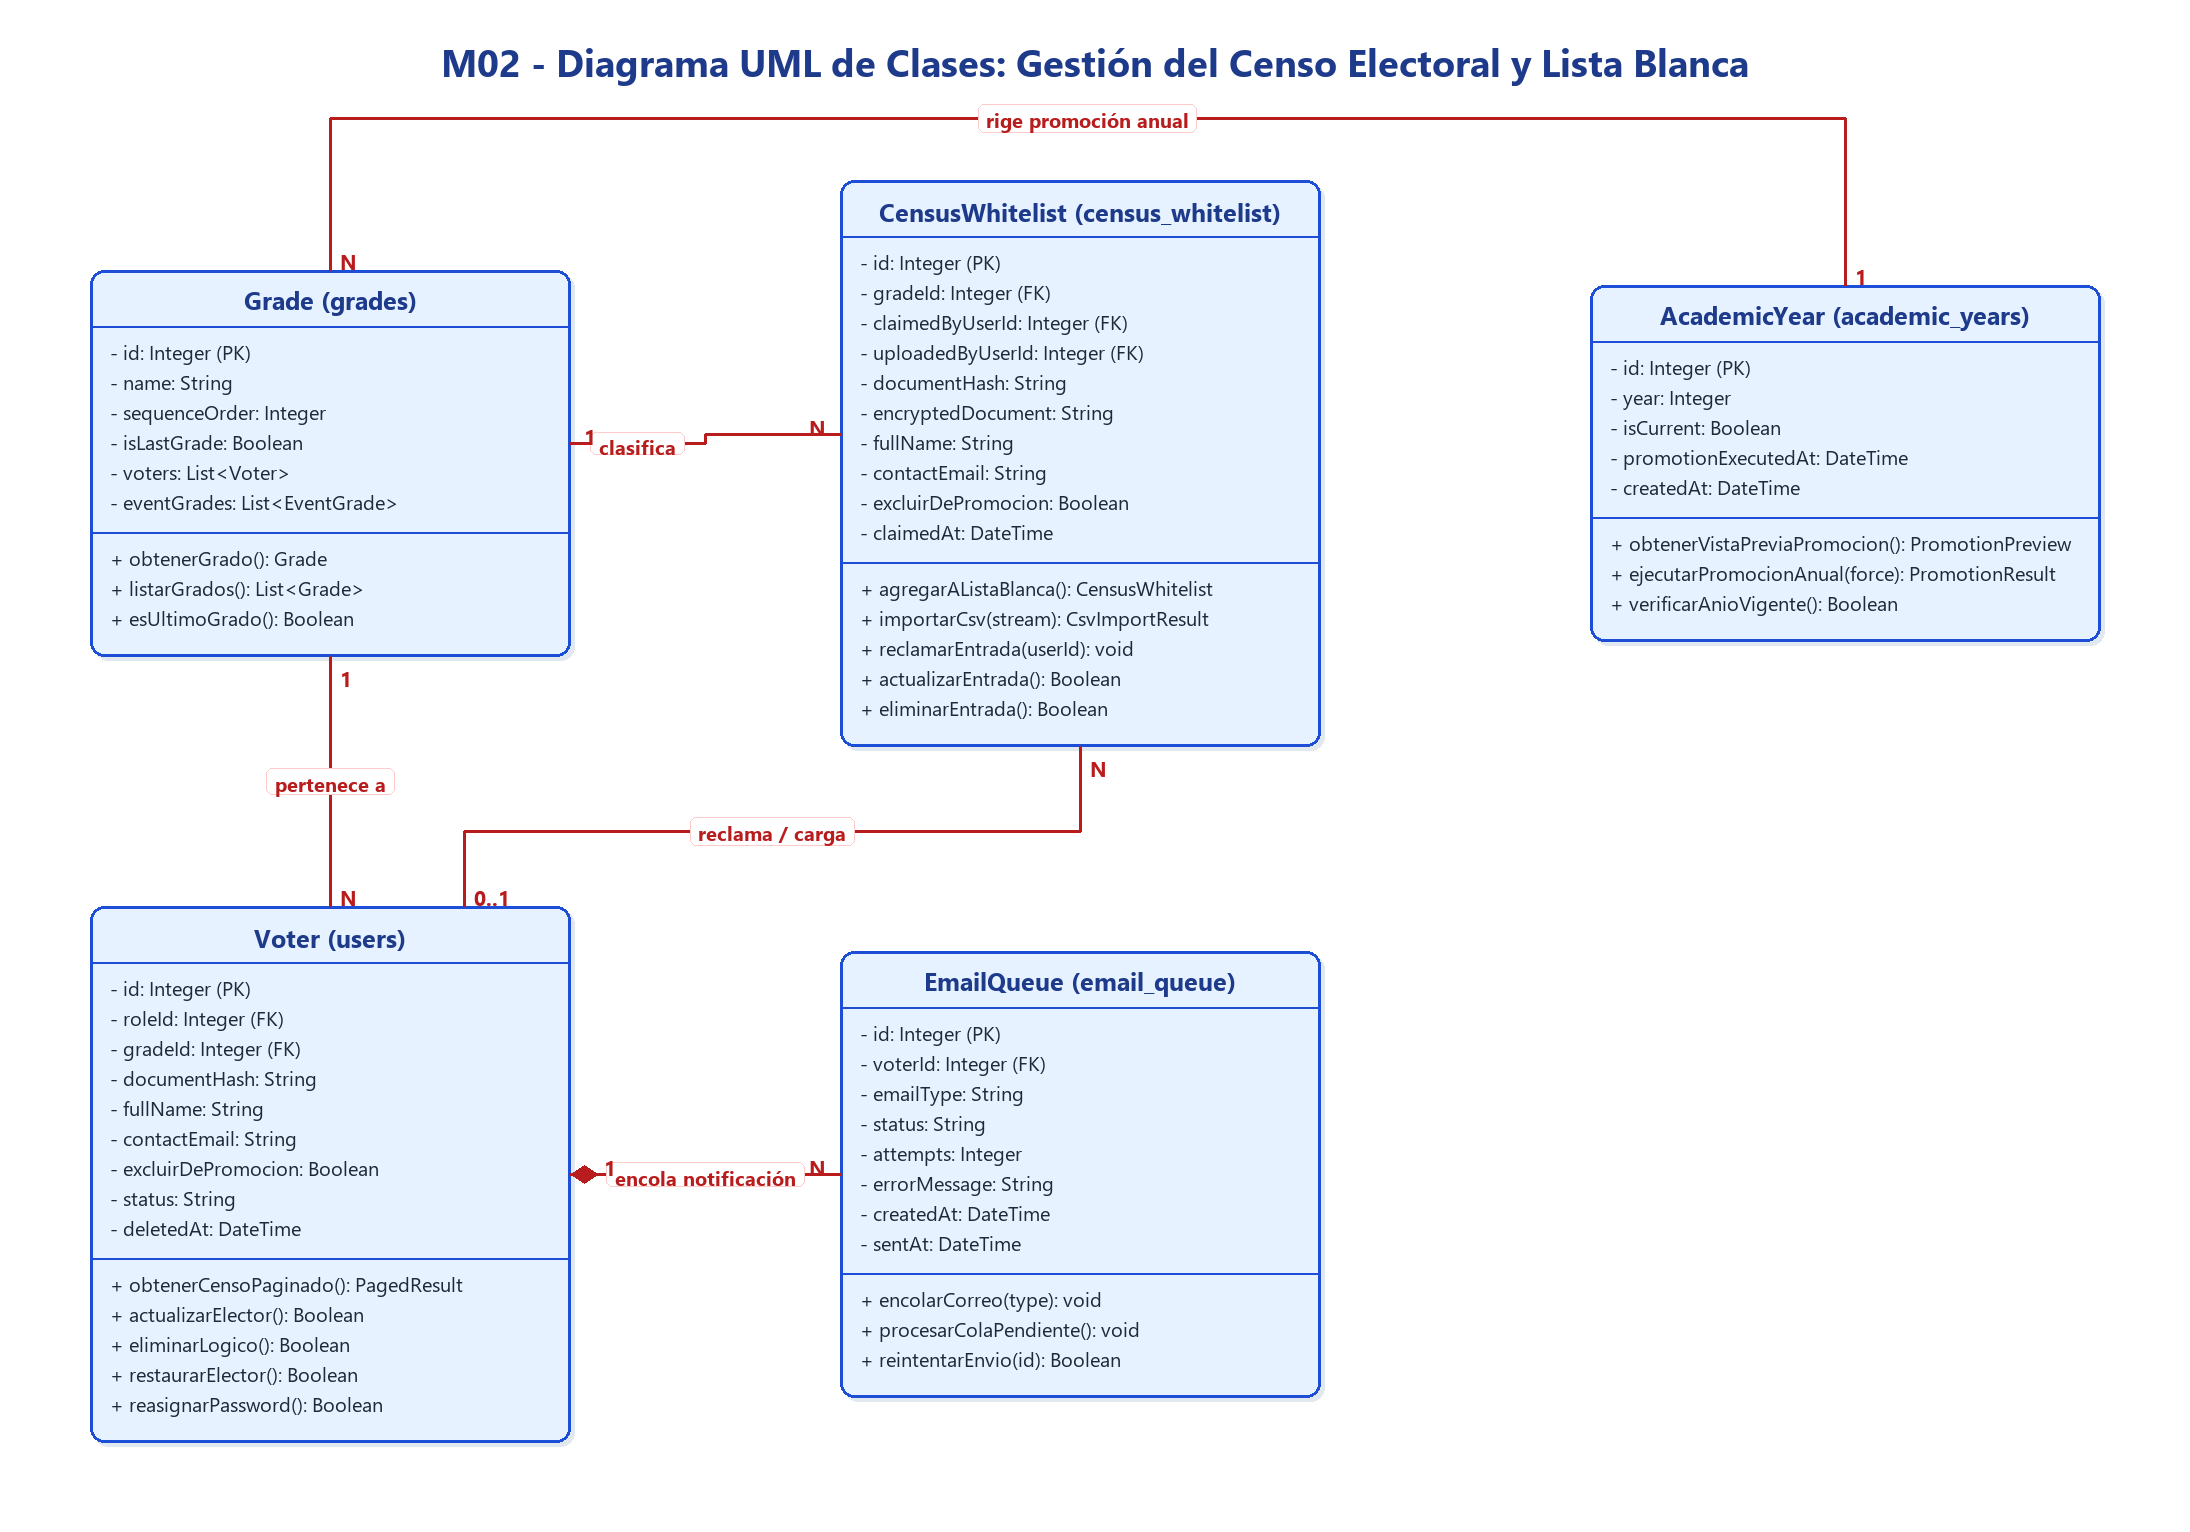 M02 - Diagrama UML de Clases: Gestión del Censo Electoral y Lista Blanca
rige promoción anual
N
1
Grade (grades)
- id: Integer (PK)
- name: String
- sequenceOrder: Integer
- isLastGrade: Boolean
- voters: List<Voter>
- eventGrades: List<EventGrade>
+ obtenerGrado(): Grade
+ listarGrados(): List<Grade>
+ esUltimoGrado(): Boolean
1
clasifica
N
CensusWhitelist (census_whitelist)
- id: Integer (PK)
- gradeId: Integer (FK)
- claimedByUserId: Integer (FK)
- uploadedByUserId: Integer (FK)
- documentHash: String
- encryptedDocument: String
- fullName: String
- contactEmail: String
- excluirDePromocion: Boolean
- claimedAt: DateTime
+ agregarAListaBlanca(): CensusWhitelist
+ importarCsv(stream): CsvImportResult
+ reclamarEntrada(userId): void
+ actualizarEntrada(): Boolean
+ eliminarEntrada(): Boolean
AcademicYear (academic_years)
- id: Integer (PK)
- year: Integer
- isCurrent: Boolean
- promotionExecutedAt: DateTime
- createdAt: DateTime
+ obtenerVistaPreviaPromocion(): PromotionPreview
+ ejecutarPromocionAnual(force): PromotionResult
+ verificarAnioVigente(): Boolean
1
pertenece a
N
N
reclama / carga
0..1
Voter (users)
- id: Integer (PK)
- roleId: Integer (FK)
- gradeId: Integer (FK)
- documentHash: String
- fullName: String
- contactEmail: String
- excluirDePromocion: Boolean
- status: String
- deletedAt: DateTime
+ obtenerCensoPaginado(): PagedResult
+ actualizarElector(): Boolean
+ eliminarLogico(): Boolean
+ restaurarElector(): Boolean
+ reasignarPassword(): Boolean
1
encola notificación
N
EmailQueue (email_queue)
- id: Integer (PK)
- voterId: Integer (FK)
- emailType: String
- status: String
- attempts: Integer
- errorMessage: String
- createdAt: DateTime
- sentAt: DateTime
+ encolarCorreo(type): void
+ procesarColaPendiente(): void
+ reintentarEnvio(id): Boolean